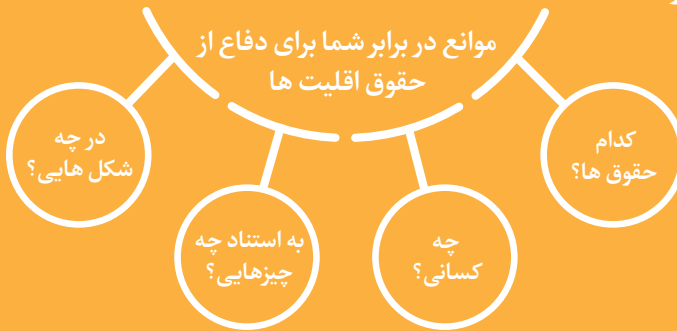 موانع در برابر شما برای دفاع از
حقوق اقلیت ها
کدام
حقوق ها؟
چه
کسانی؟
به استناد چه
چیزهایی؟
در چه
شکل هایی؟